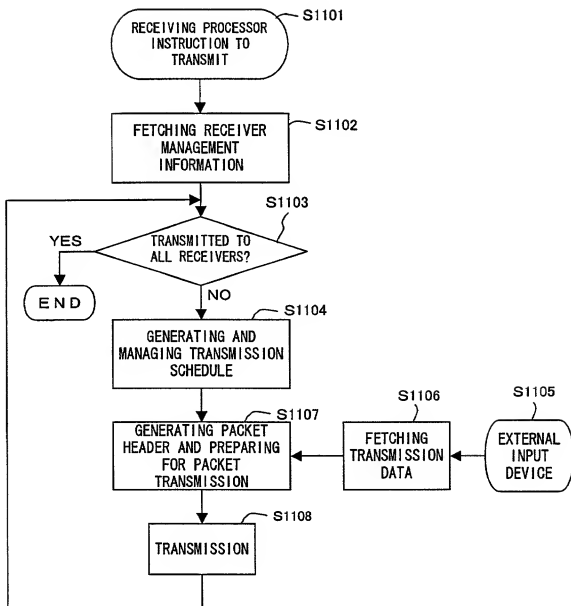 S1101
RECEIVING PROCESSOR
INSTRUCTION TO
TRANSMIT
S1102
FETCHING RECEIVER
MANAGEMENT
INFORMATION
S1103
TRANSMITTED TO
ALL RECEIVERS?
YES
END
NO
S1104
GENERATING AND
MANAGING TRANSMISSION
SCHEDULE
S1107
GENERATING PACKET
HEADER AND PREPARING
FOR PACKET
TRANSMISSION
S1106
FETCHING
TRANSMISSION
DATA
S1105
EXTERNAL
INPUT
DEVICE
S1108
TRANSMISSION